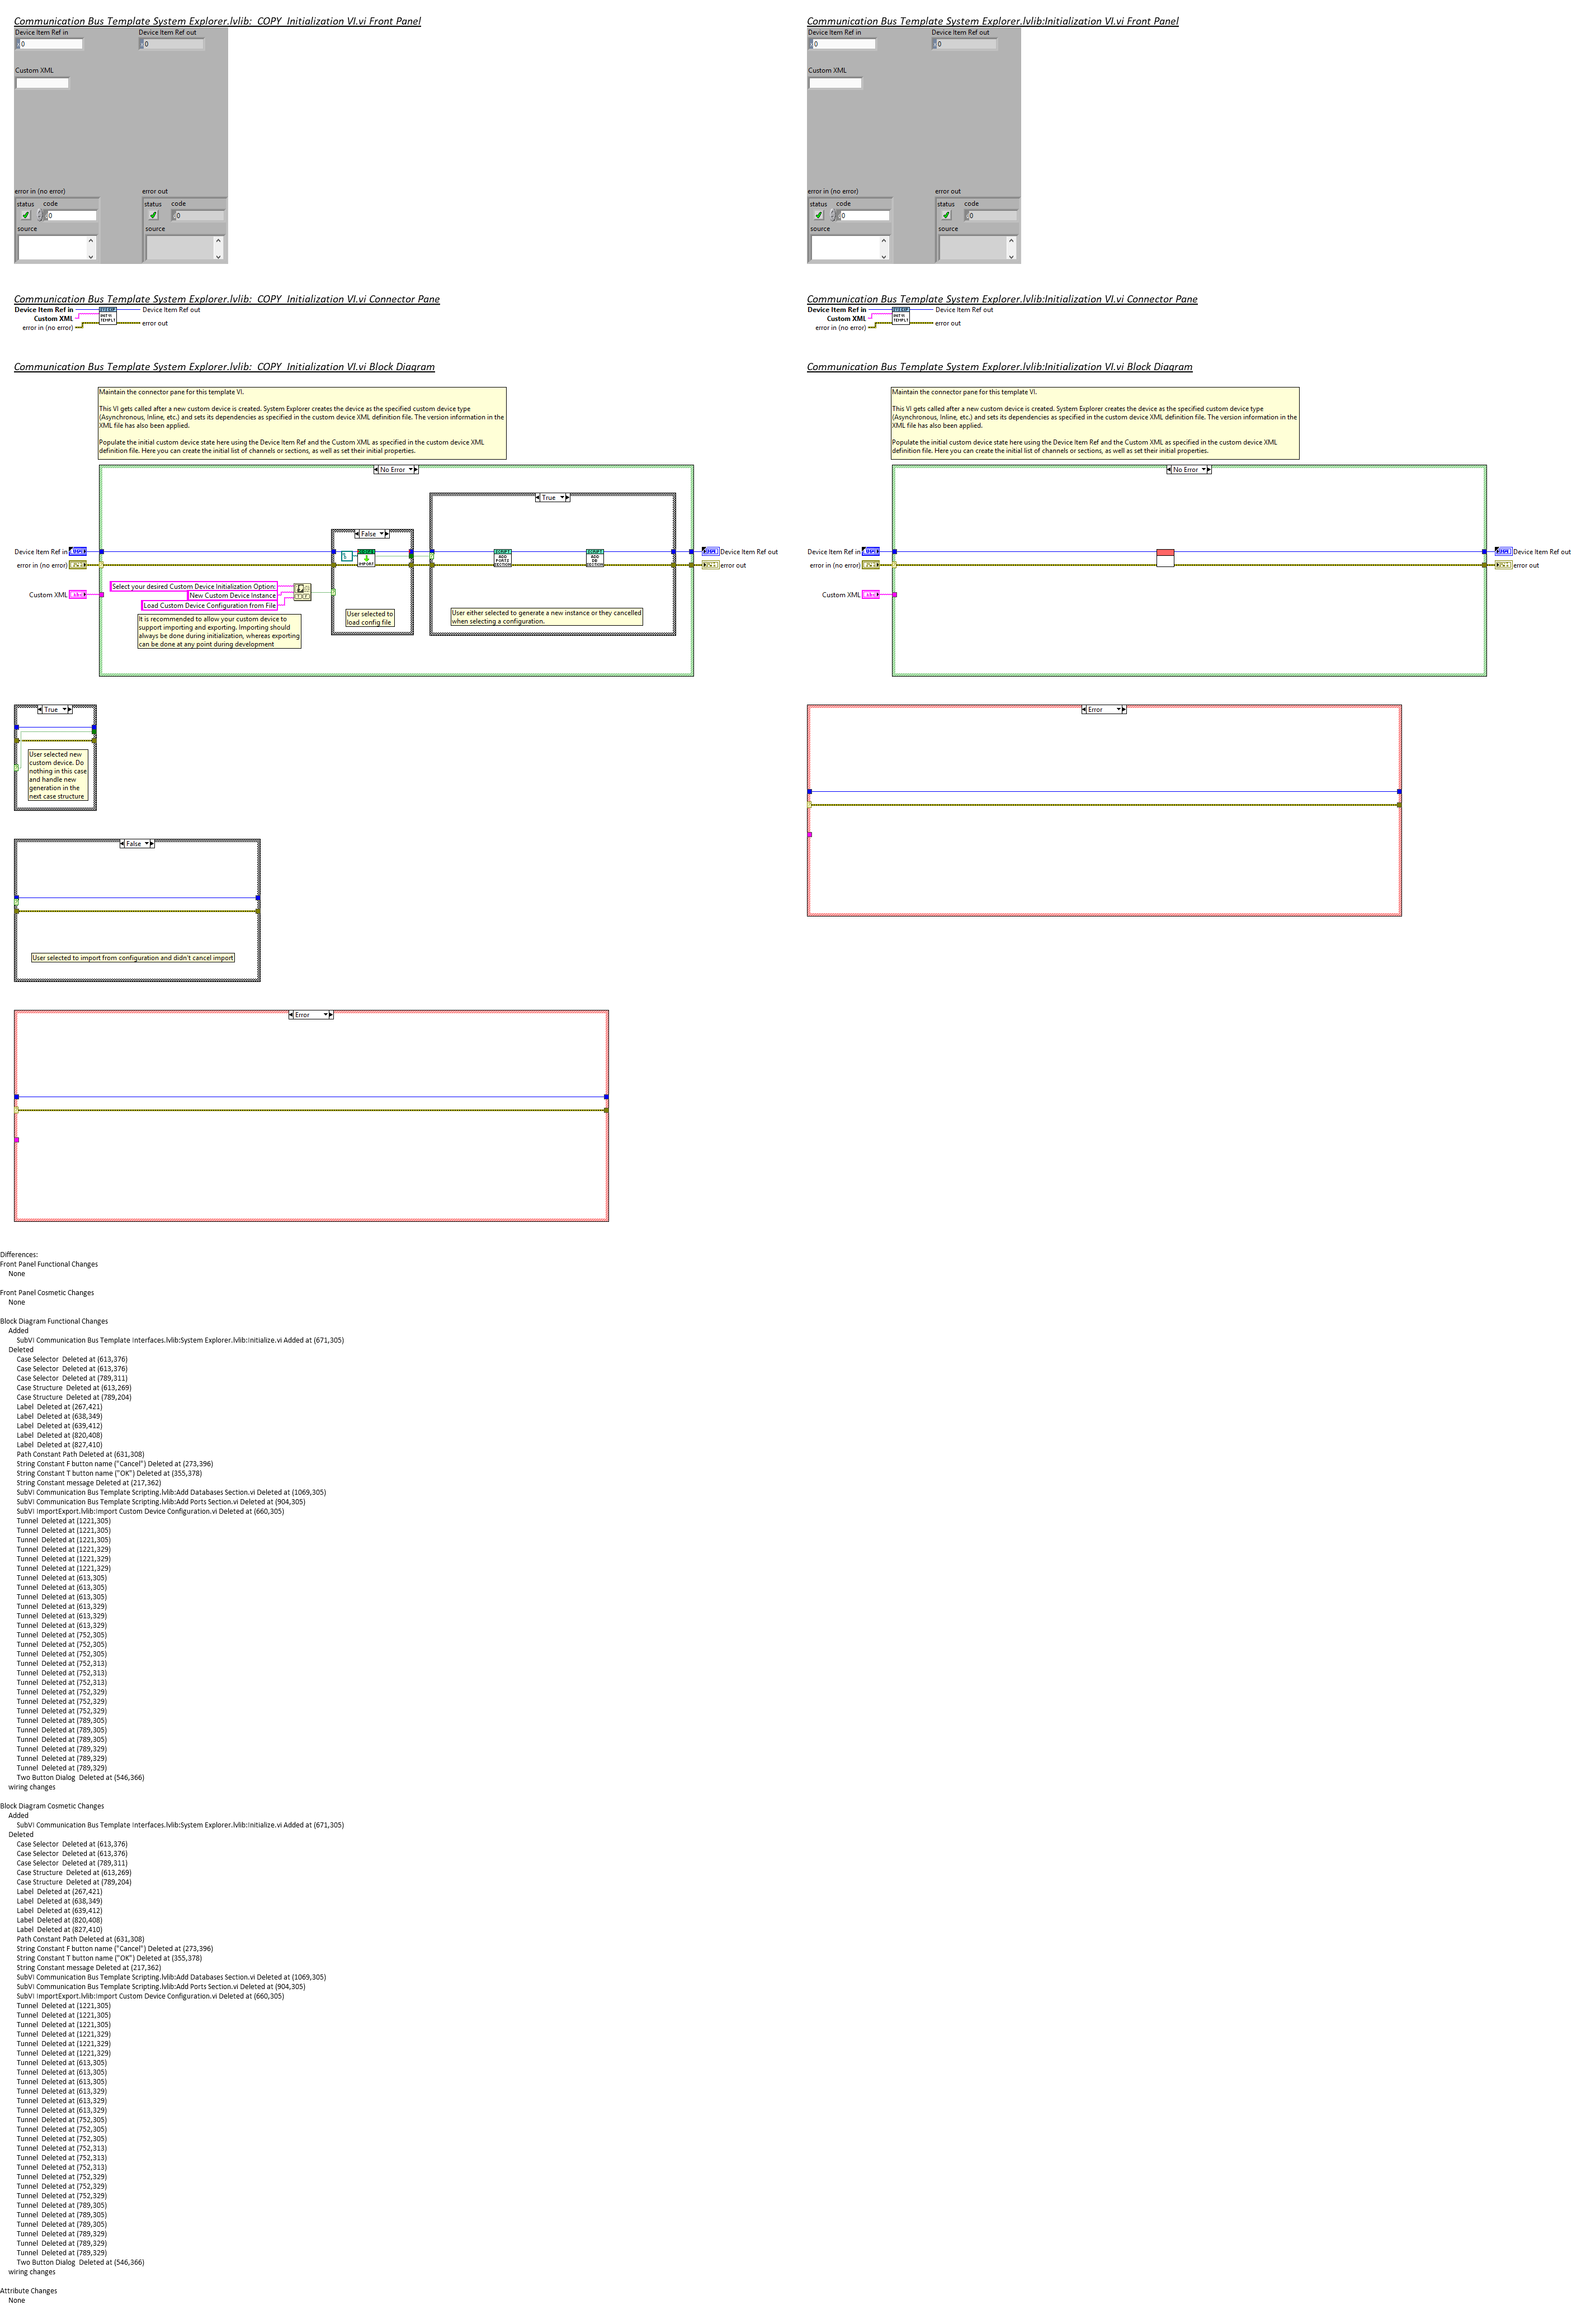 Communication Bus Template System Explorer.lvlib:_COPY_Initialization VI.vi Front Panel
Device Item Ref in
Device Item Ref out
0
0
Custom XML
error in (no error)
error out
status code
status code
0
0
source
source
Communication Bus Template System Explorer.lvlib:_COPY_Initialization VI.vi Connector Pane
Device Item Ref in
Device Item Ref out
Custom XML
error in (no error)
error out
Communication Bus Template System Explorer.lvlib:_COPY_Initialization VI.vi Block Diagram
Maintain the connector pane for this template VI.
This VI gets called after a new custom device is created. System Explorer creates the device as the specified custom device type
(Asynchronous, Inline, etc.) and sets its dependencies as specified in the custom device XML definition file. The version information in the
XML file has also been applied.
Populate the initial custom device state here using the Device Item Ref and the Custom XML as specified in the custom device XML
definition file. Here you can create the initial list of channels or sections, as well as set their initial properties.
No Error
True
False
Device Item Ref in
error in (no error)
Custom XML
IMPORT
SCRIPT
ADD
PORTS
SECTION
SCRIPT
ADD
DB
SECTION
Device Item Ref out
error out
Select your desired Custom Device Initialization Option:
New Custom Device Instance
Load Custom Device Configuration from File
It is recommended to allow your custom device to
support importing and exporting. Importing should
always be done during initialization, whereas exporting
can be done at any point during development
User selected to
load config file
User either selected to generate a new instance or they cancelled
when selecting a configuration.
True
User selected new
custom device. Do
nothing in this case
and handle new
generation in the
next case structure
False
User selected to import from configuration and didn't cancel import
Error
Communication Bus Template System Explorer.lvlib:Initialization VI.vi Front Panel
Device Item Ref in
Device Item Ref out
0
0
Custom XML
error in (no error)
error out
status code
status code
0
0
source
source
Communication Bus Template System Explorer.lvlib:Initialization VI.vi Connector Pane
Device Item Ref in
Device Item Ref out
Custom XML
error in (no error)
error out
Communication Bus Template System Explorer.lvlib:Initialization VI.vi Block Diagram
Maintain the connector pane for this template VI.
This VI gets called after a new custom device is created. System Explorer creates the device as the specified custom device type
(Asynchronous, Inline, etc.) and sets its dependencies as specified in the custom device XML definition file. The version information in the
XML file has also been applied.
Populate the initial custom device state here using the Device Item Ref and the Custom XML as specified in the custom device XML
definition file. Here you can create the initial list of channels or sections, as well as set their initial properties.
No Error
Device Item Ref in
error in (no error)
Custom XML
Device Item Ref out
error out
Error
Differences:
Front Panel Functional Changes
None
Front Panel Cosmetic Changes
None
Block Diagram Functional Changes
Added
SubVI Communication Bus Template Interfaces.lvlib:System Explorer.lvlib:Initialize.vi Added at (671,305)
Deleted
Case Selector  Deleted at (613,376)
Case Selector  Deleted at (613,376)
Case Selector  Deleted at (789,311)
Case Structure  Deleted at (613,269)
Case Structure  Deleted at (789,204)
Label  Deleted at (267,421)
Label  Deleted at (638,349)
Label  Deleted at (639,412)
Label  Deleted at (820,408)
Label  Deleted at (827,410)
Path Constant Path Deleted at (631,308)
String Constant F button name ("Cancel") Deleted at (273,396)
String Constant T button name ("OK") Deleted at (355,378)
String Constant message Deleted at (217,362)
SubVI Communication Bus Template Scripting.lvlib:Add Databases Section.vi Deleted at (1069,305)
SubVI Communication Bus Template Scripting.lvlib:Add Ports Section.vi Deleted at (904,305)
SubVI ImportExport.lvlib:Import Custom Device Configuration.vi Deleted at (660,305)
Tunnel  Deleted at (1221,305)
Tunnel  Deleted at (1221,305)
Tunnel  Deleted at (1221,305)
Tunnel  Deleted at (1221,329)
Tunnel  Deleted at (1221,329)
Tunnel  Deleted at (1221,329)
Tunnel  Deleted at (613,305)
Tunnel  Deleted at (613,305)
Tunnel  Deleted at (613,305)
Tunnel  Deleted at (613,329)
Tunnel  Deleted at (613,329)
Tunnel  Deleted at (613,329)
Tunnel  Deleted at (752,305)
Tunnel  Deleted at (752,305)
Tunnel  Deleted at (752,305)
Tunnel  Deleted at (752,313)
Tunnel  Deleted at (752,313)
Tunnel  Deleted at (752,313)
Tunnel  Deleted at (752,329)
Tunnel  Deleted at (752,329)
Tunnel  Deleted at (752,329)
Tunnel  Deleted at (789,305)
Tunnel  Deleted at (789,305)
Tunnel  Deleted at (789,305)
Tunnel  Deleted at (789,329)
Tunnel  Deleted at (789,329)
Tunnel  Deleted at (789,329)
Two Button Dialog  Deleted at (546,366)
wiring changes
Block Diagram Cosmetic Changes
Added
SubVI Communication Bus Template Interfaces.lvlib:System Explorer.lvlib:Initialize.vi Added at (671,305)
Deleted
Case Selector  Deleted at (613,376)
Case Selector  Deleted at (613,376)
Case Selector  Deleted at (789,311)
Case Structure  Deleted at (613,269)
Case Structure  Deleted at (789,204)
Label  Deleted at (267,421)
Label  Deleted at (638,349)
Label  Deleted at (639,412)
Label  Deleted at (820,408)
Label  Deleted at (827,410)
Path Constant Path Deleted at (631,308)
String Constant F button name ("Cancel") Deleted at (273,396)
String Constant T button name ("OK") Deleted at (355,378)
String Constant message Deleted at (217,362)
SubVI Communication Bus Template Scripting.lvlib:Add Databases Section.vi Deleted at (1069,305)
SubVI Communication Bus Template Scripting.lvlib:Add Ports Section.vi Deleted at (904,305)
SubVI ImportExport.lvlib:Import Custom Device Configuration.vi Deleted at (660,305)
Tunnel  Deleted at (1221,305)
Tunnel  Deleted at (1221,305)
Tunnel  Deleted at (1221,305)
Tunnel  Deleted at (1221,329)
Tunnel  Deleted at (1221,329)
Tunnel  Deleted at (1221,329)
Tunnel  Deleted at (613,305)
Tunnel  Deleted at (613,305)
Tunnel  Deleted at (613,305)
Tunnel  Deleted at (613,329)
Tunnel  Deleted at (613,329)
Tunnel  Deleted at (613,329)
Tunnel  Deleted at (752,305)
Tunnel  Deleted at (752,305)
Tunnel  Deleted at (752,305)
Tunnel  Deleted at (752,313)
Tunnel  Deleted at (752,313)
Tunnel  Deleted at (752,313)
Tunnel  Deleted at (752,329)
Tunnel  Deleted at (752,329)
Tunnel  Deleted at (752,329)
Tunnel  Deleted at (789,305)
Tunnel  Deleted at (789,305)
Tunnel  Deleted at (789,305)
Tunnel  Deleted at (789,329)
Tunnel  Deleted at (789,329)
Tunnel  Deleted at (789,329)
Two Button Dialog  Deleted at (546,366)
wiring changes
Attribute Changes
None